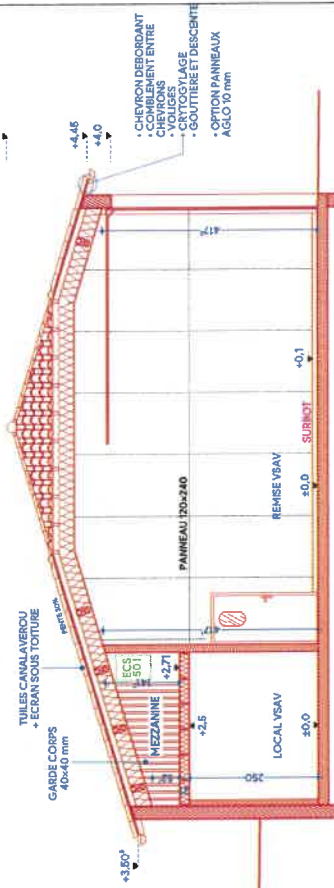 TUILES CANALAVEROU
+ ECRAN SOUS TOITURE
PENTE 30%
GARDE CORPS
40x40 mm
+3,50⁵
MEZZANINE
ECS
50 l
+2,71
+2,5
250
LOCAL VSAV
±0,0
PANNEAU 120x240
REMISE VSAV
±0,0
SURBOT
+0,1
417⁵
+4,45
+4,0
• CHEVRON DEBORDANT
• COMBLEMENT ENTRE
CHEVRONS
• VOLIGES
• CRYTOGYLAGE
• GOUTTIERE ET DESCENTE
• OPTION PANNEAUX
AGLO 10 mm